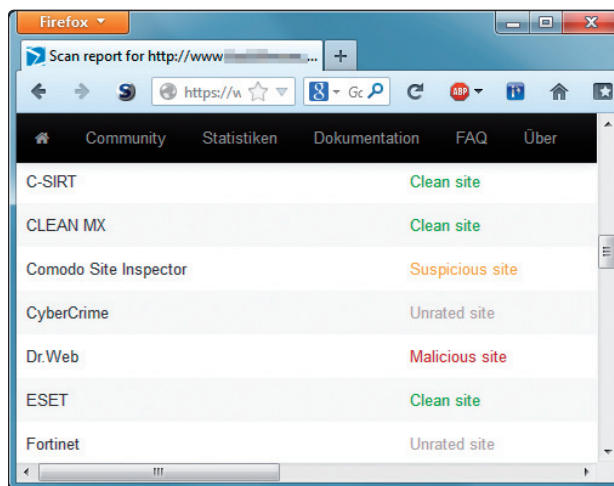 Firefox
Scan report for http://www ...
https://w
Gc
ABP
Community Statistiken Dokumentation FAQ Über
C-SIRT Clean site
CLEAN MX Clean site
Comodo Site Inspector Suspicious site
CyberCrime Unrated site
Dr.Web Malicious site
ESET Clean site
Fortinet Unrated site